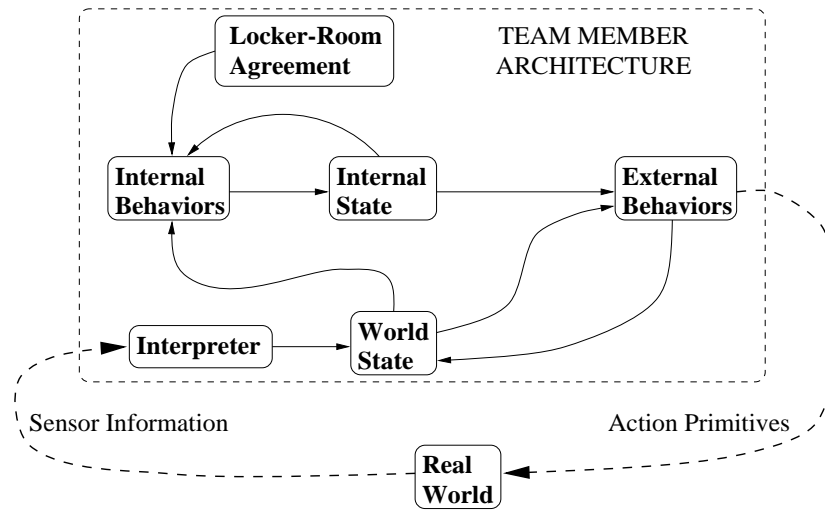 Locker-Room
Agreement
TEAM MEMBER
ARCHITECTURE
Internal
Behaviors
Internal
State
External
Behaviors
Interpreter
World
State
Sensor Information
Action Primitives
Real
World